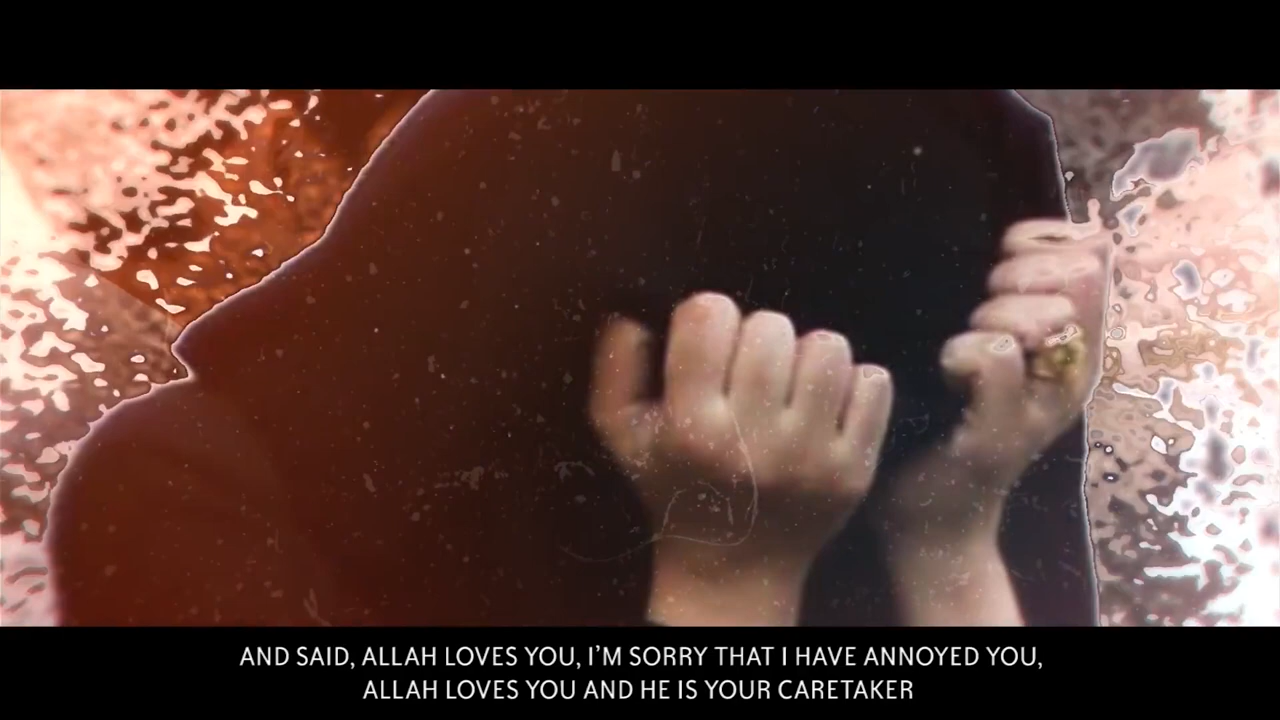 AND SAID, ALLAH LOVES YOU, I'M SORRY THAT I HAVE ANNOYED YOU,
ALLAH LOVES YOU AND HE IS YOUR CARETAKER